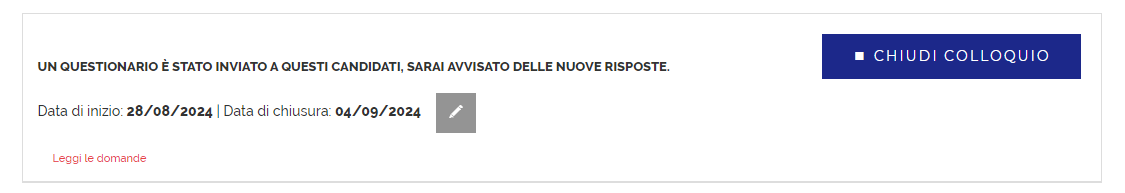 CHIUDI COLLOQUIO
UN QUESTIONARIO È STATO INVIATO A QUESTI CANDIDATI, SARAI AVVISATO DELLE NUOVE RISPOSTE.
Data di inizio: 28/08/2024 | Data di chiusura: 04/09/2024
Leggi le domande